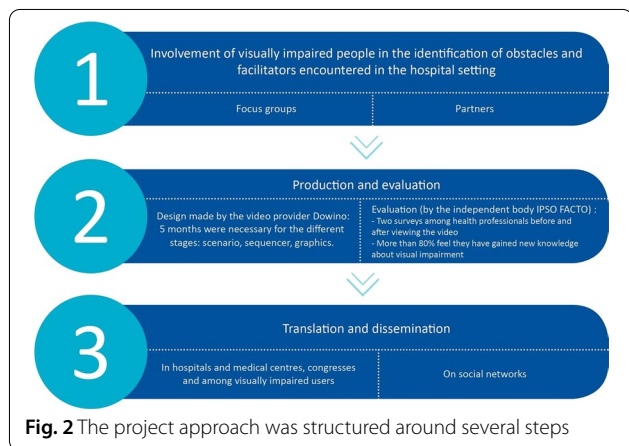 1
Involvement of visually impaired people in the identification of obstacles and
facilitators encountered in the hospital setting
Focus groups
Partners
2
Production and evaluation
Design made by the video provider Dowino:
5 months were necessary for the different
stages: scenario, sequencer, graphics.
Evaluation (by the independent body IPSO FACTO) :
- Two surveys among health professionals before and
after viewing the video
- More than 80% feel they have gained new knowledge
about visual impairment
3
Translation and dissemination
In hospitals and medical centres, congresses
and among visually impaired users
On social networks
Fig. 2 The project approach was structured around several steps